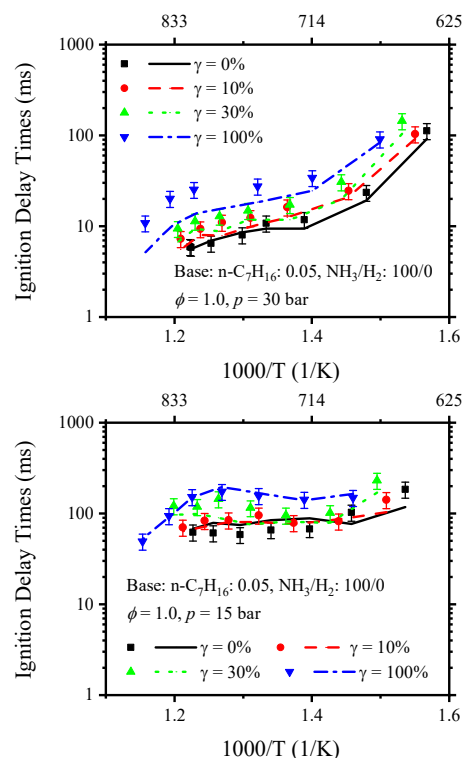 833 714 625
1000
100
10
1
Ignition Delay Times (ms)
γ = 0%
γ = 10%
γ = 30%
γ = 100%
Base: n-C₇H₁₆: 0.05, NH₃/H₂: 100/0
ϕ = 1.0, p = 30 bar
1.2 1.4 1.6
1000/T (1/K)
833 714 625
1000
100
10
1
Ignition Delay Times (ms)
Base: n-C₇H₁₆: 0.05, NH₃/H₂: 100/0
ϕ = 1.0, p = 15 bar
γ = 0% γ = 10%
γ = 30% γ = 100%
1.2 1.4 1.6
1000/T (1/K)